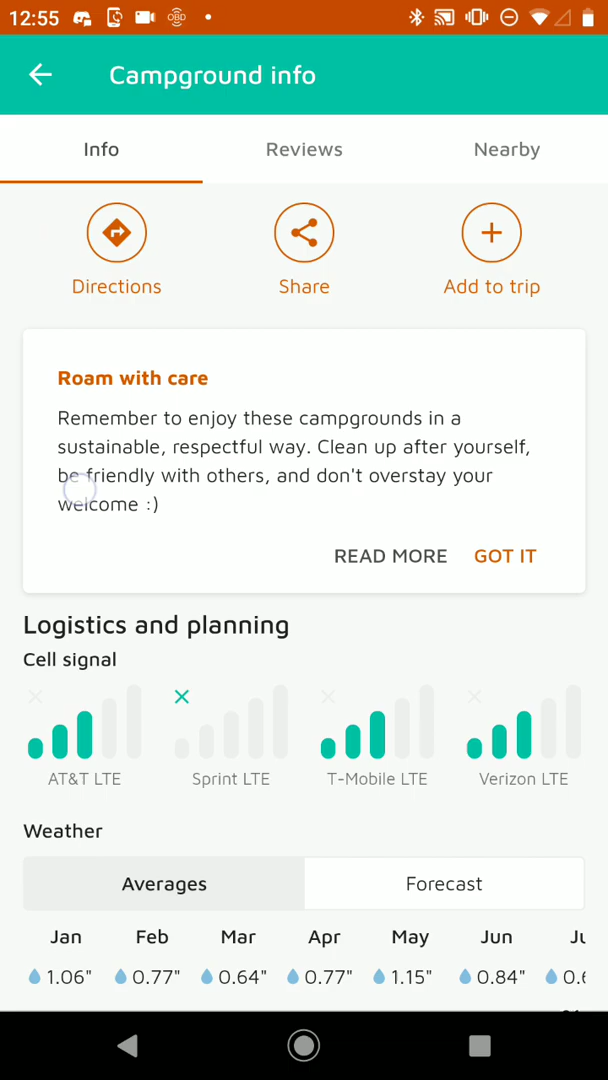 12:55
OBD
Campground info
Info
Reviews
Nearby
Directions
Share
Add to trip
Roam with care
Remember to enjoy these campgrounds in a
sustainable, respectful way. Clean up after yourself,
be friendly with others, and don't overstay your
welcome :)
READ MORE
GOT IT
Logistics and planning
Cell signal
AT&T LTE
Sprint LTE
T-Mobile LTE
Verizon LTE
Weather
Averages
Forecast
Jan Feb Mar Apr May Jun
1.06" 0.77" 0.64" 0.77" 1.15" 0.84"